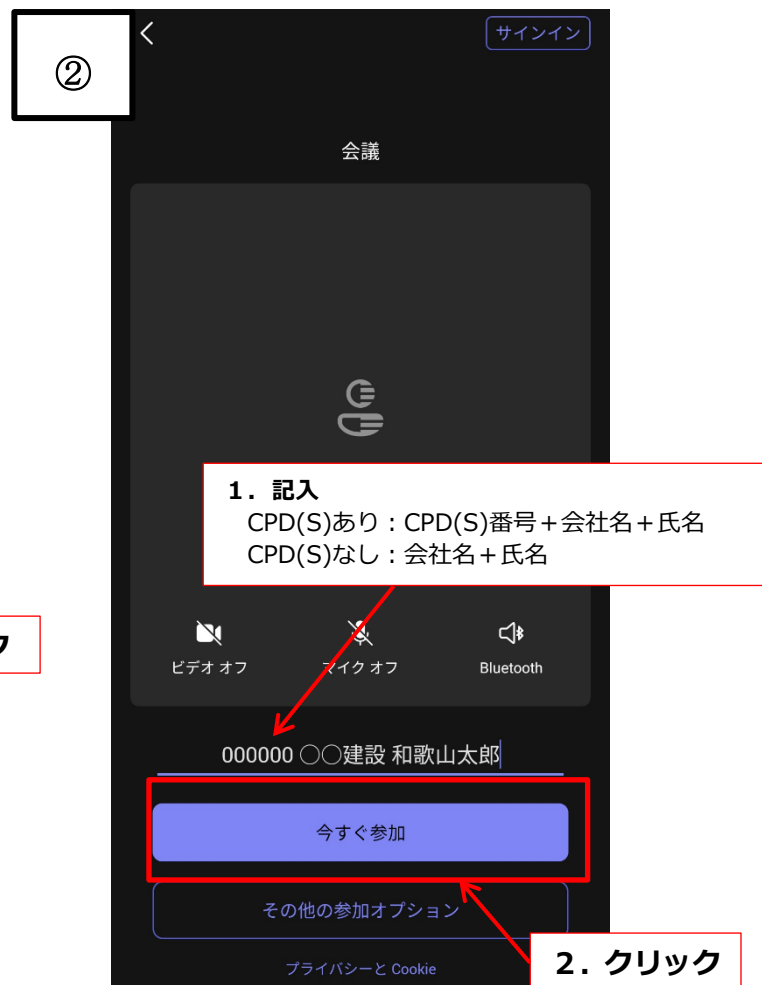 ②
サインイン
会議
1. 記入
CPD(S)あり：CPD(S)番号＋会社名＋氏名
CPD(S)なし：会社名＋氏名
ク
ビデオ オフ
マイク オフ
Bluetooth
000000 〇〇建設 和歌山太郎
今すぐ参加
その他の参加オプション
2. クリック
プライバシーと Cookie